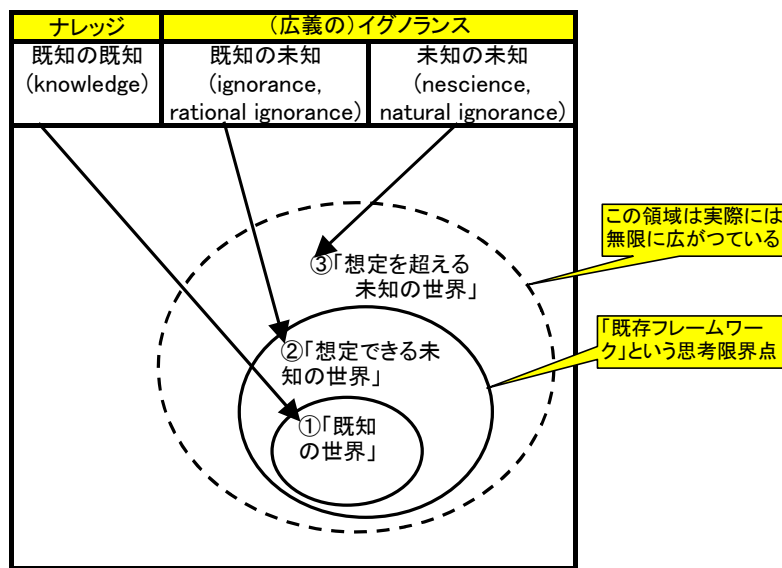 ナレッジ
(広義の)イグノランス
既知の既知
(knowledge)
既知の未知
(ignorance,
rational ignorance)
未知の未知
(nescience,
natural ignorance)
この領域は実際には
無限に広がつている
③「想定を超える
未知の世界」
「既存フレームワー
ク」という思考限界点
②「想定できる未
知の世界」
①「既知
の世界」